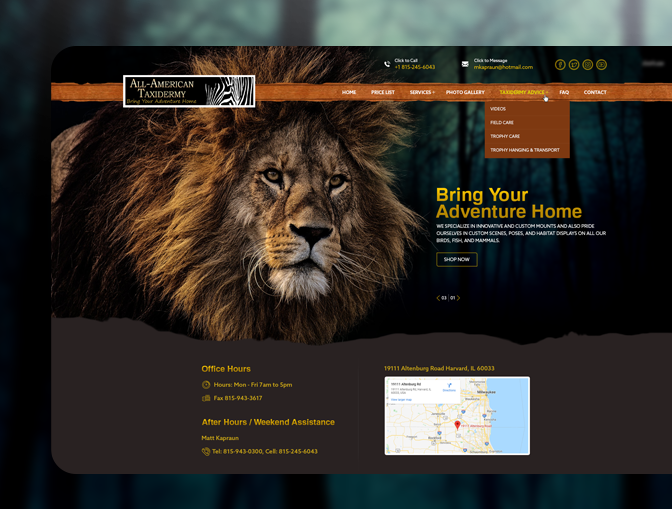 Click to Call
+1 815-245-6043
Click to Message
mkapraun@hotmail.com
ALL-AMERICAN
TAXIDERMY
Bring Your Adventure Home
HOME
PRICE LIST
SERVICES
PHOTO GALLERY
TAXIDERMY ADVICE
FAQ
CONTACT
VIDEOS
FIELD CARE
TROPHY CARE
TROPHY HANGING & TRANSPORT
Bring Your
Adventure Home
WE SPECIALIZE IN INNOVATIVE AND CUSTOM MOUNTS AND ALSO PRIDE
OURSELVES IN CUSTOM SCENES, POSES, AND HABITAT DISPLAYS ON ALL OUR
BIRDS, FISH, AND MAMMALS.
SHOP NOW
03 01
Office Hours
Hours: Mon - Fri 7am to 5pm
Fax 815-943-3617
After Hours / Weekend Assistance
Matt Kapraun
Tel: 815-943-0300, Cell: 815-245-6043
19111 Altenburg Road Harvard, IL 60033
19111 Altenburg Rd
Directions
View larger map
Milwaukee
19111 Altenburg Road